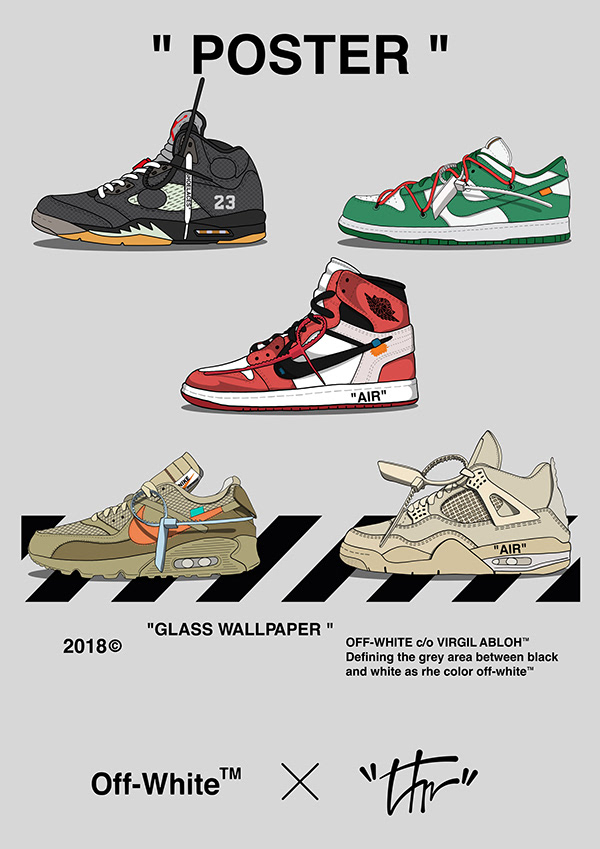 " POSTER "
23
"AIR"
NIKE
"AIR"
"GLASS WALLPAPER "
2018©
OFF-WHITE c/o VIRGIL ABLOH™
Defining the grey area between black
and white as rhe color off-white™
Off-White™